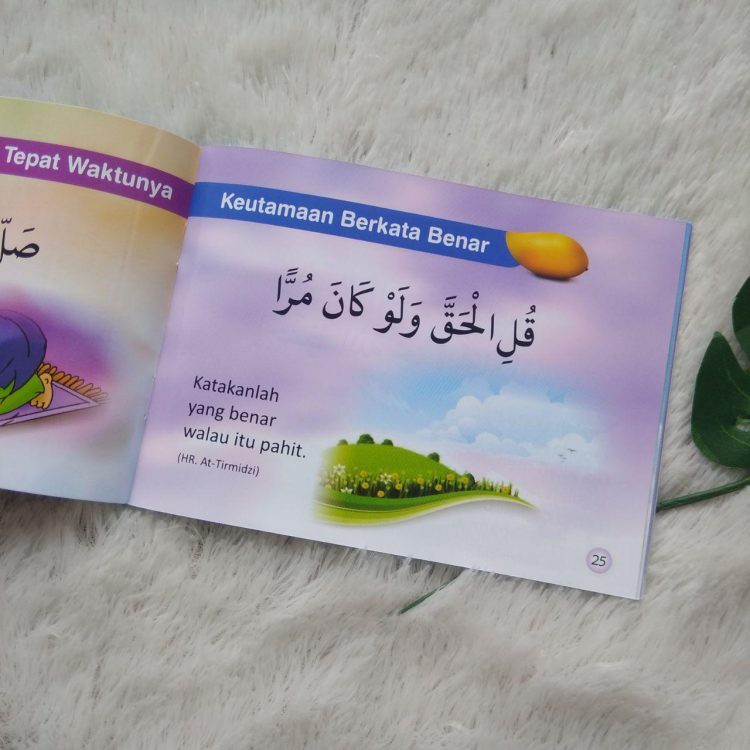 Tepat Waktunya
Keutamaan Berkata Benar
قُلِ الْحَقَّ وَلَوْ كَانَ مُرًّا
Katakanlah
yang benar
walau itu pahit.
(HR. At-Tirmidzi)
25